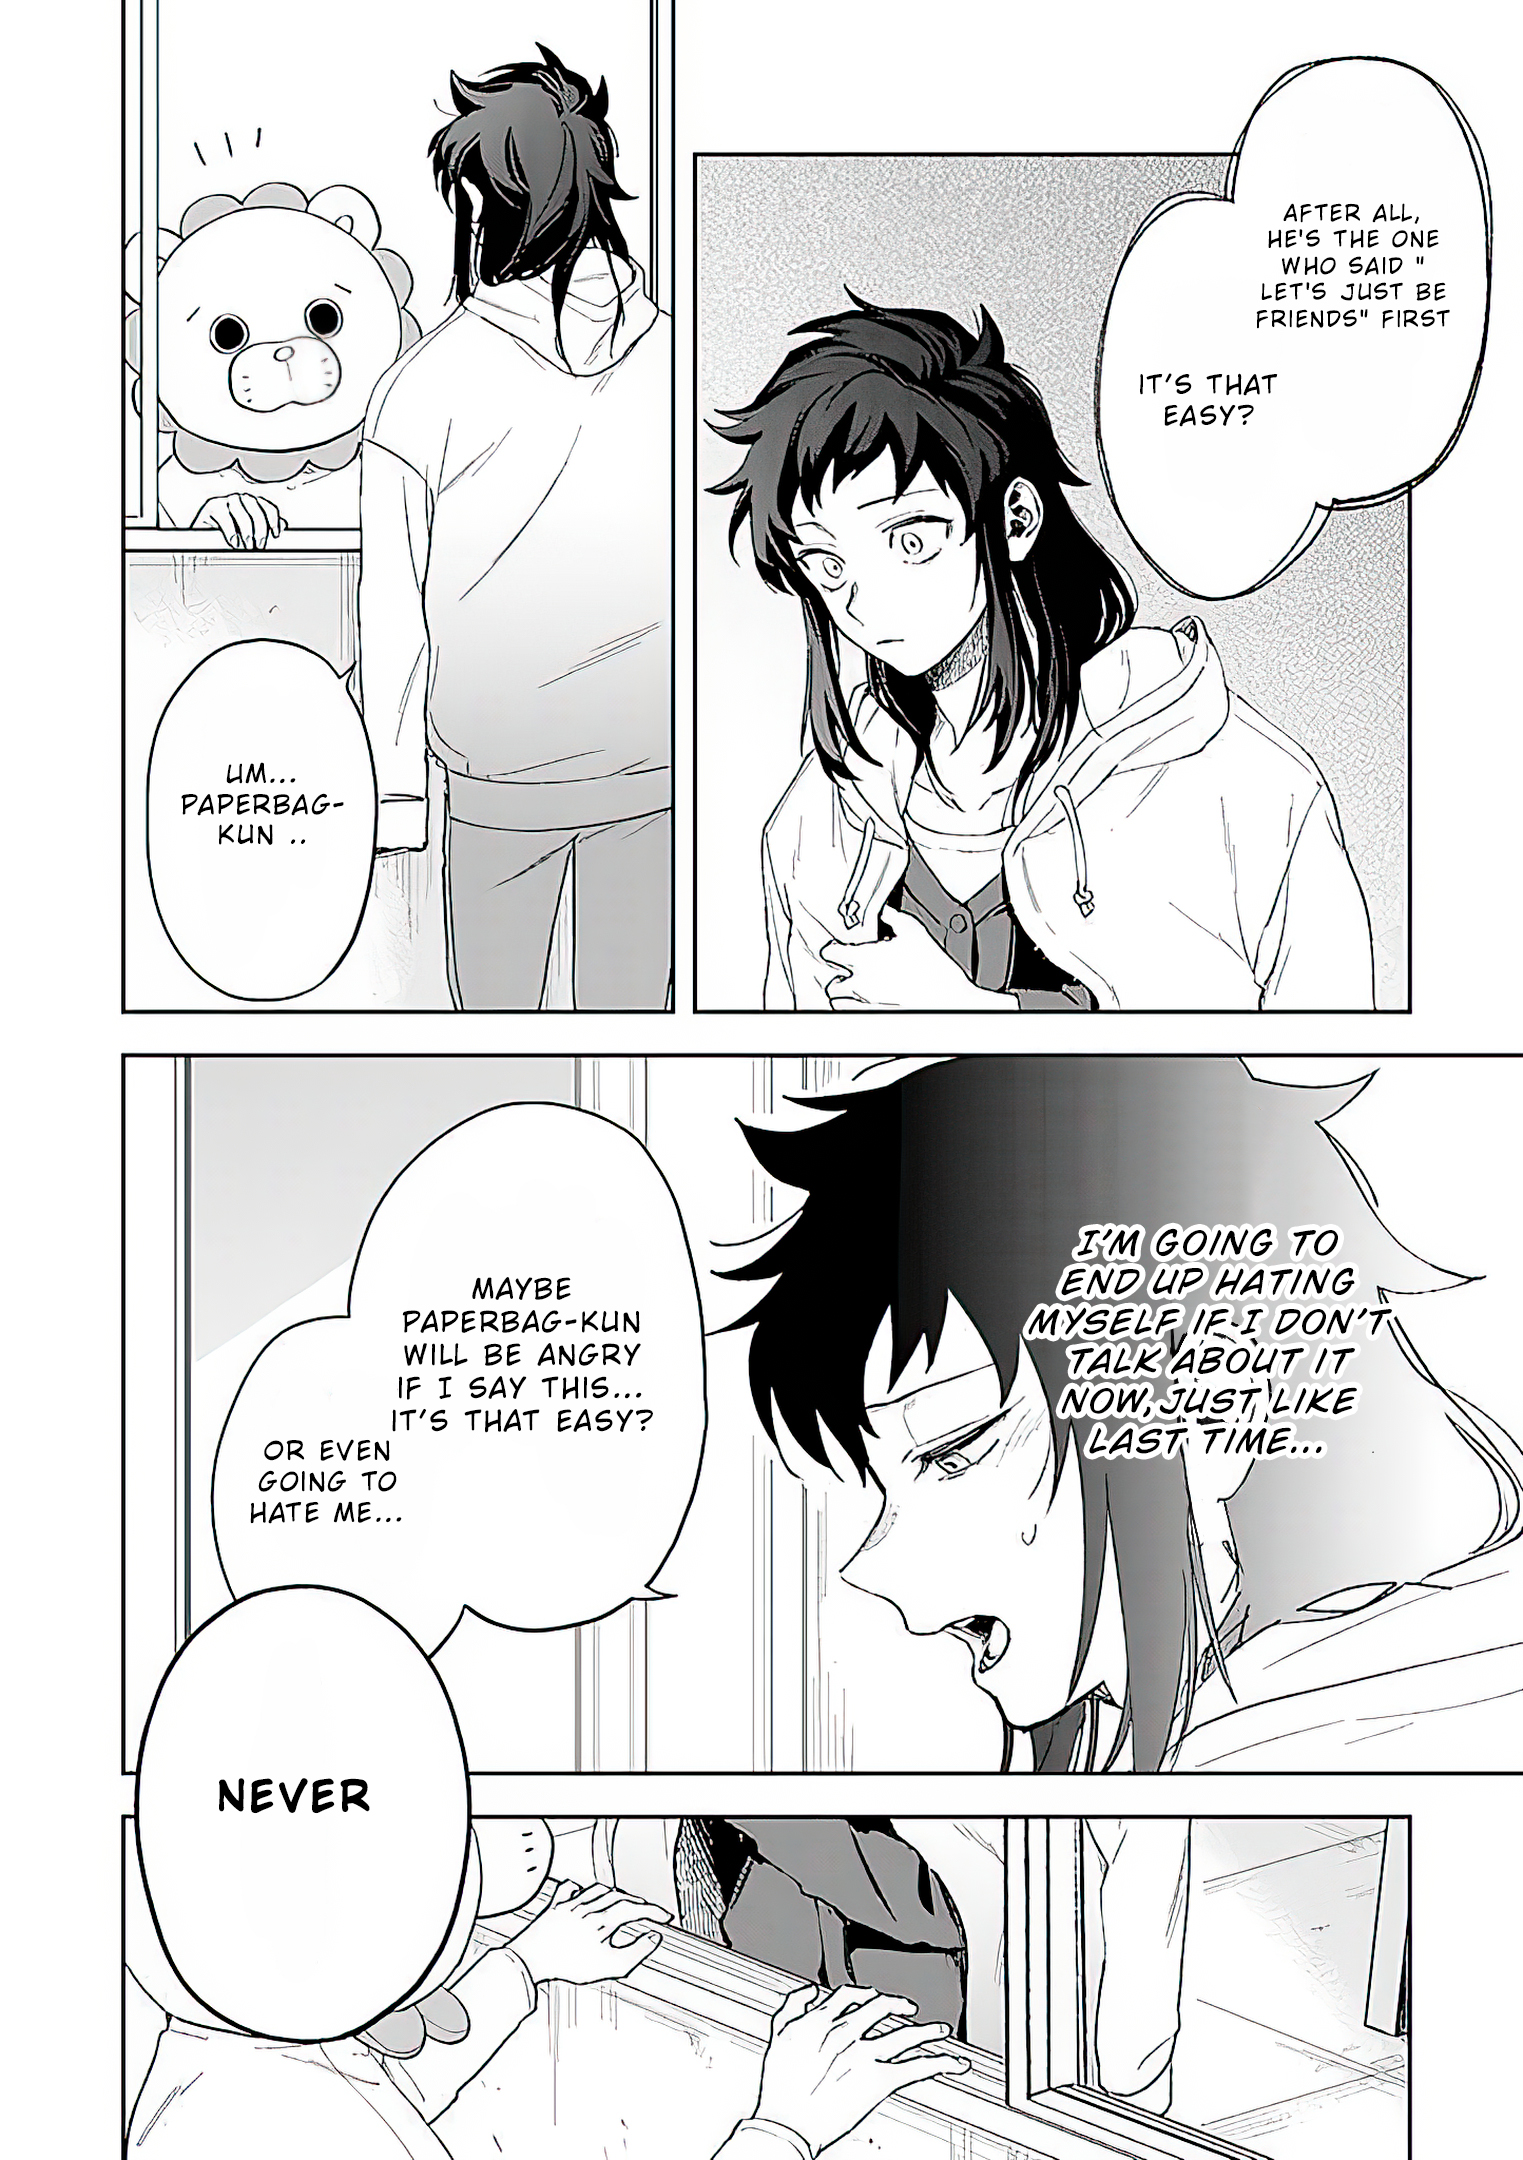 AFTER ALL,
HE'S THE ONE
WHO SAID "
LET'S JUST BE
FRIENDS" FIRST
IT'S THAT
EASY?
UM...
PAPERBAG-
KUN ..
I'M GOING TO
END UP HATING
MYSELF IF I DON'T
TALK ABOUT IT
NOW,JUST LIKE
LAST TIME...
MAYBE
PAPERBAG-KUN
WILL BE ANGRY
IF I SAY THIS...
IT'S THAT EASY?
OR EVEN
GOING TO
HATE ME...
NEVER